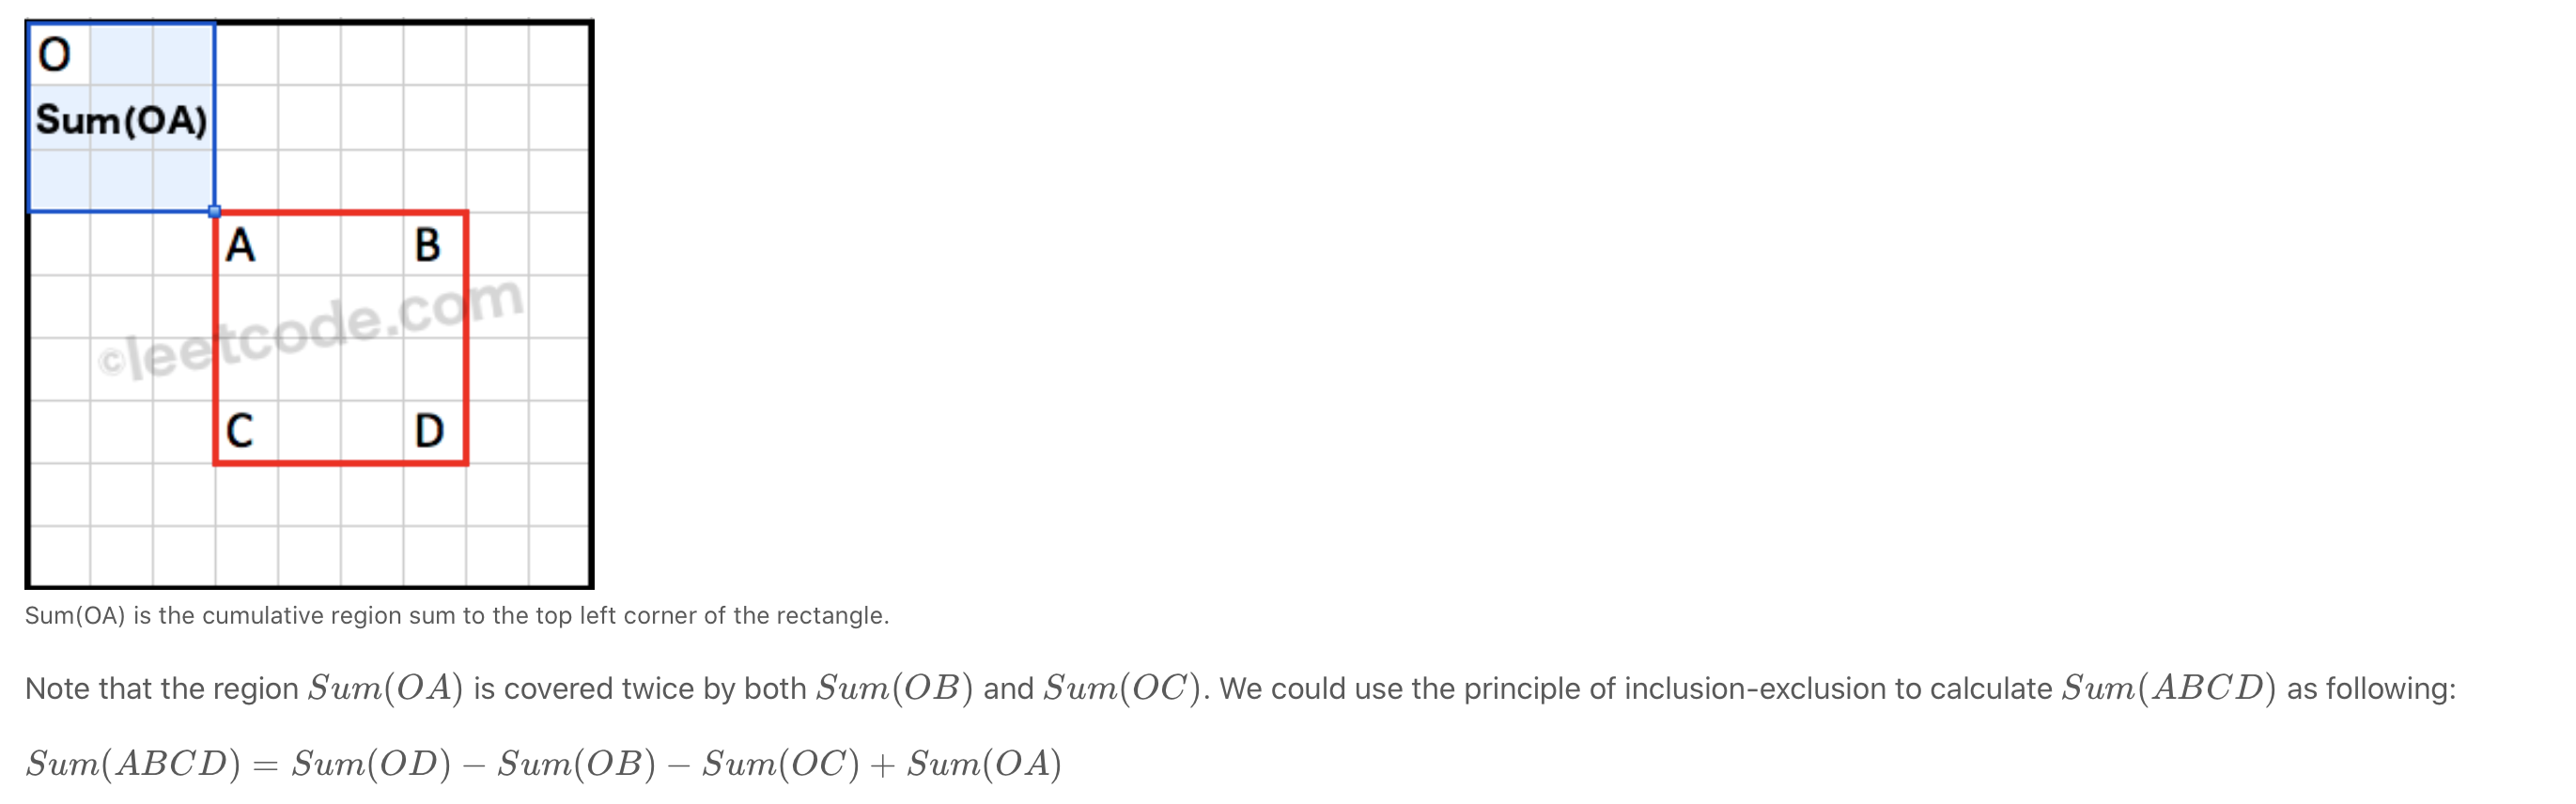 O
Sum(OA)
A B
©leetcode.com
C D
Sum(OA) is the cumulative region sum to the top left corner of the rectangle.
Note that the region Sum(OA) is covered twice by both Sum(OB) and Sum(OC). We could use the principle of inclusion-exclusion to calculate Sum(ABCD) as following:
Sum(ABCD) = Sum(OD) − Sum(OB) − Sum(OC) + Sum(OA)